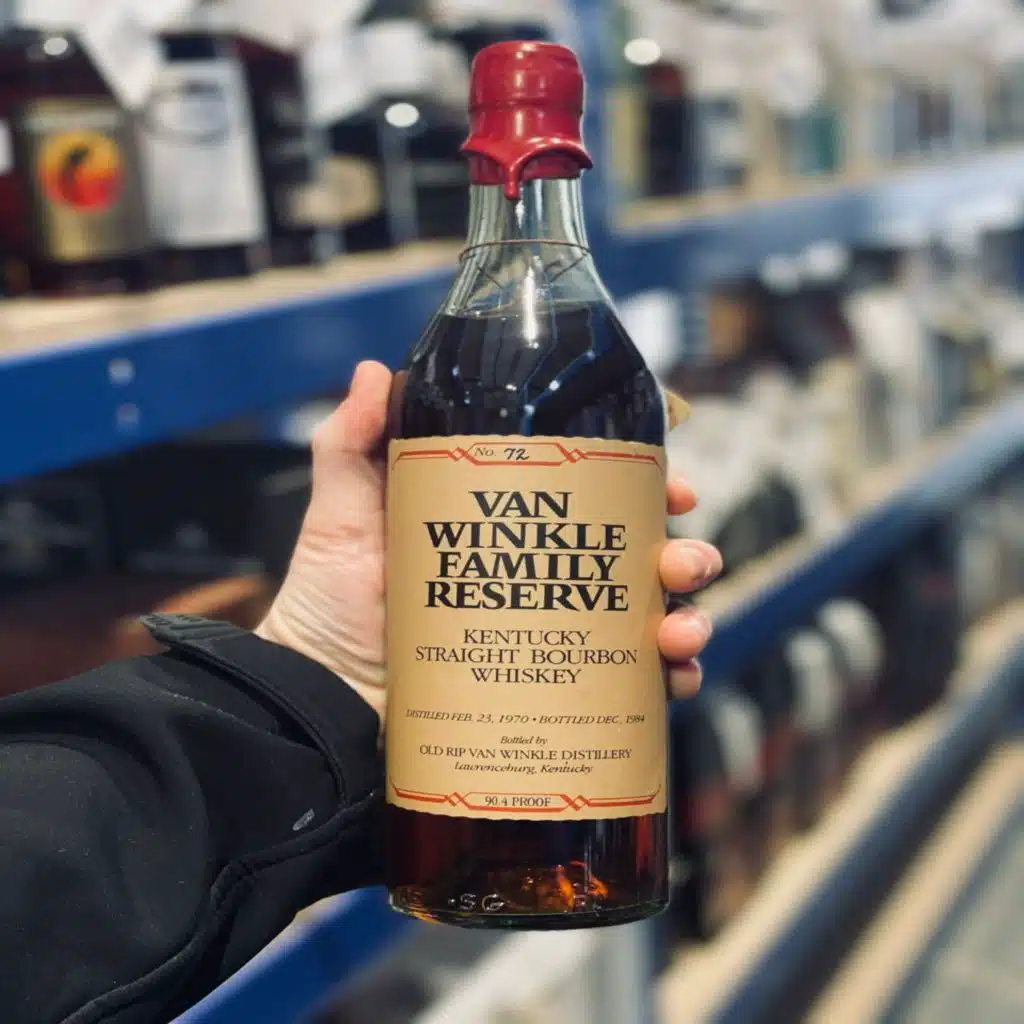 No. 72
VAN
WINKLE
FAMILY
RESERVE
KENTUCKY
STRAIGHT BOURBON
WHISKEY
DISTILLED FEB. 23, 1970 • BOTTLED DEC. 1984
Bottled by
OLD RIP VAN WINKLE DISTILLERY
Lawrenceburg, Kentucky
90.4 PROOF
SG